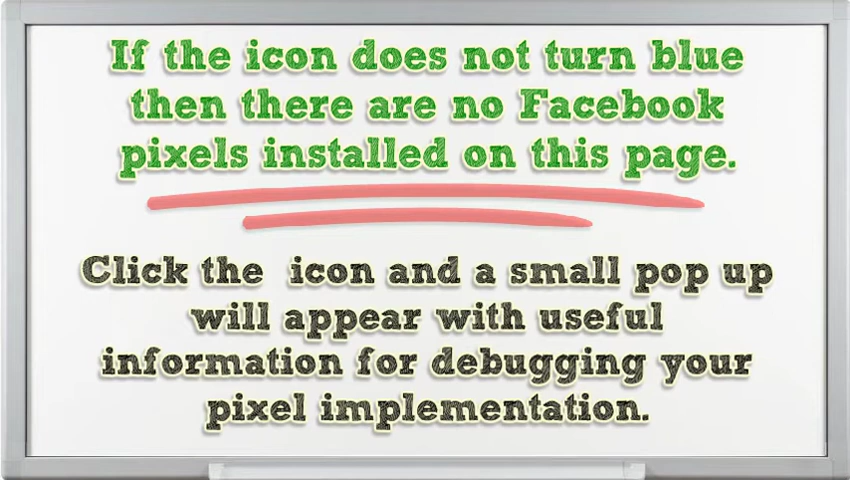 If the icon does not turn blue
then there are no Facebook
pixels installed on this page.
Click the  icon and a small pop up
will appear with useful
information for debugging your
pixel implementation.